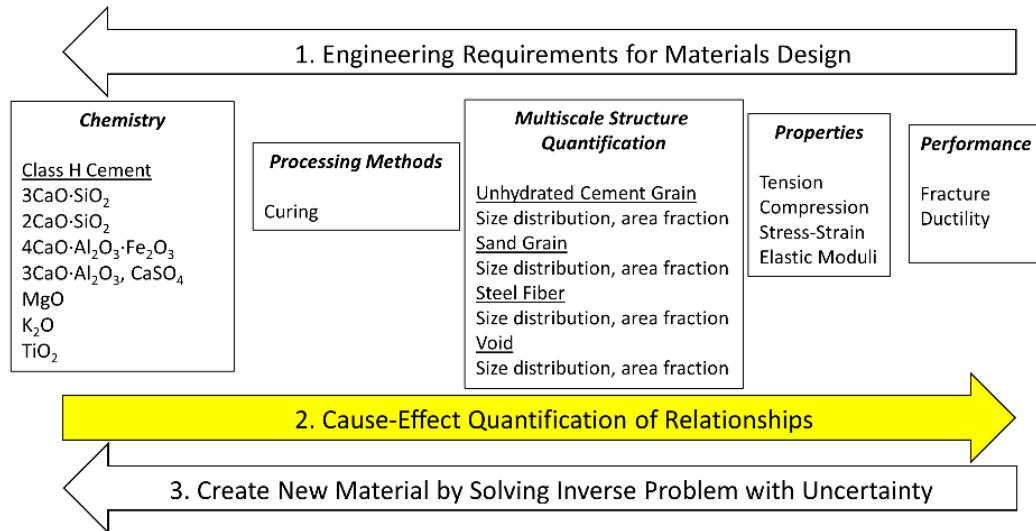 1. Engineering Requirements for Materials Design
Chemistry
Class H Cement
3CaO·SiO₂
2CaO·SiO₂
4CaO·Al₂O₃·Fe₂O₃
3CaO·Al₂O₃, CaSO₄
MgO
K₂O
TiO₂
Processing Methods
Curing
Multiscale Structure
Quantification
Unhydrated Cement Grain
Size distribution, area fraction
Sand Grain
Size distribution, area fraction
Steel Fiber
Size distribution, area fraction
Void
Size distribution, area fraction
Properties
Tension
Compression
Stress-Strain
Elastic Moduli
Performance
Fracture
Ductility
2. Cause-Effect Quantification of Relationships
3. Create New Material by Solving Inverse Problem with Uncertainty